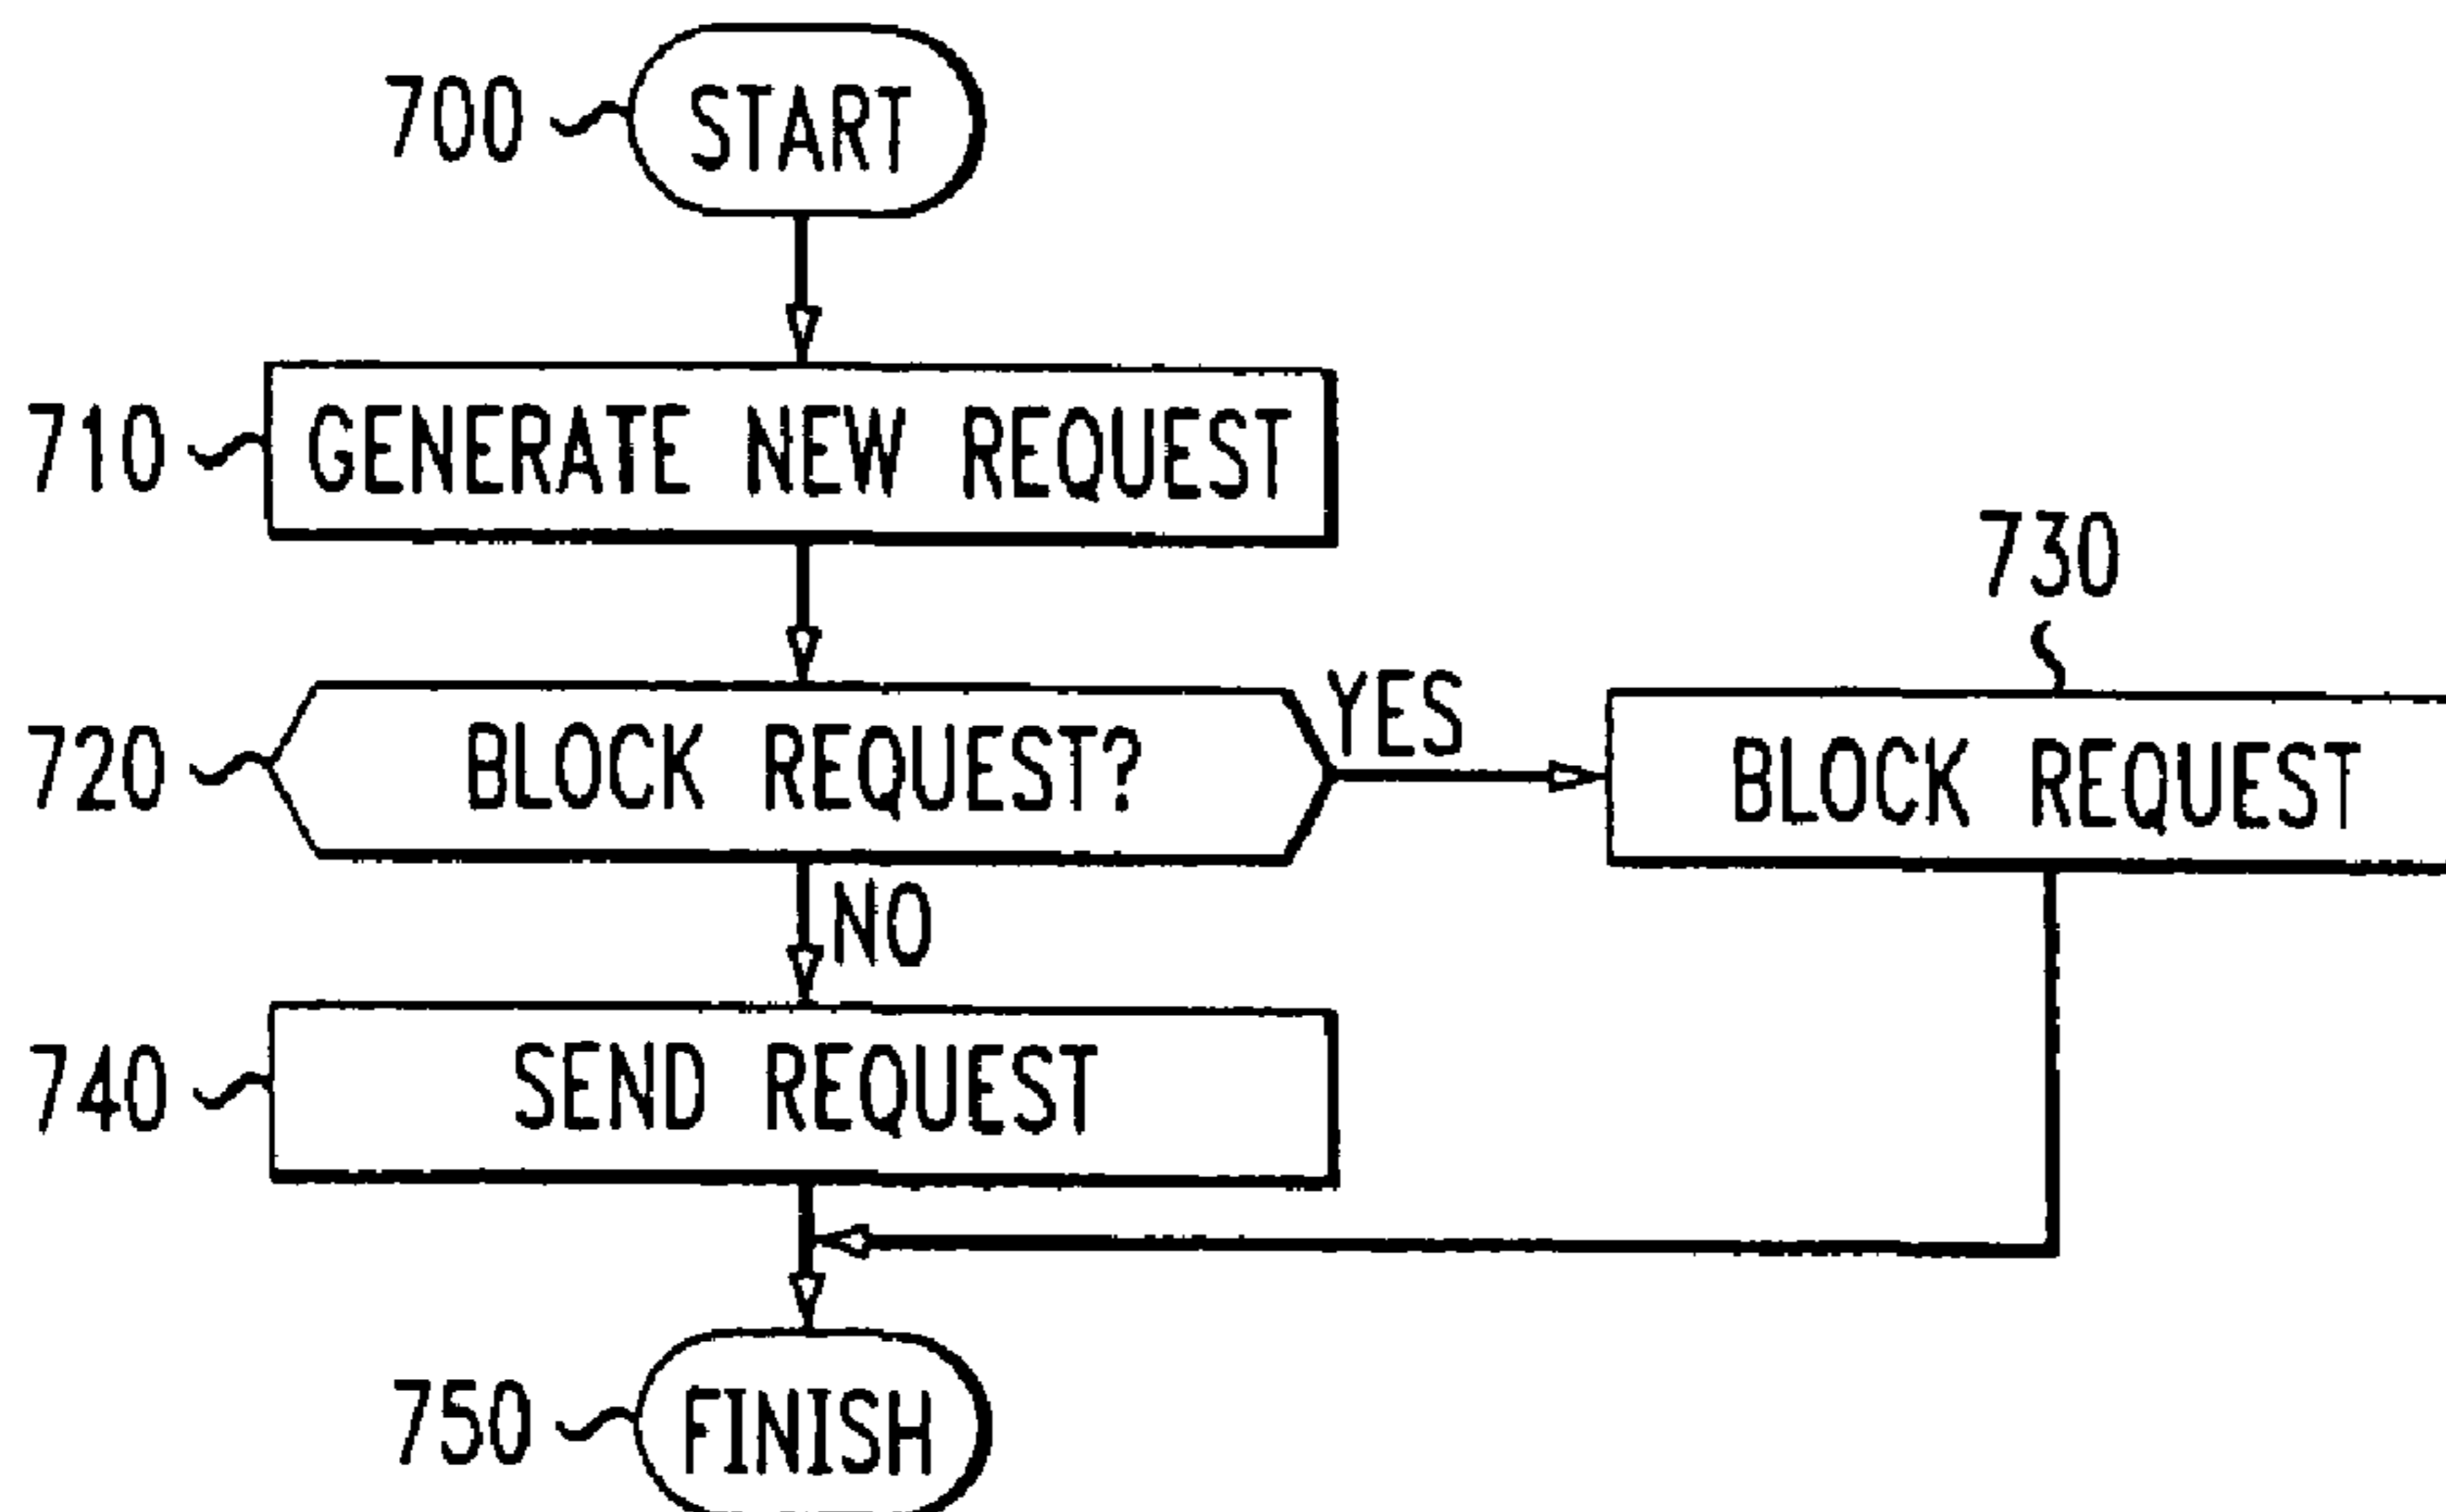 700 START
710 GENERATE NEW REQUEST
730
720 BLOCK REQUEST?
YES
BLOCK REQUEST
NO
740 SEND REQUEST
750 FINISH